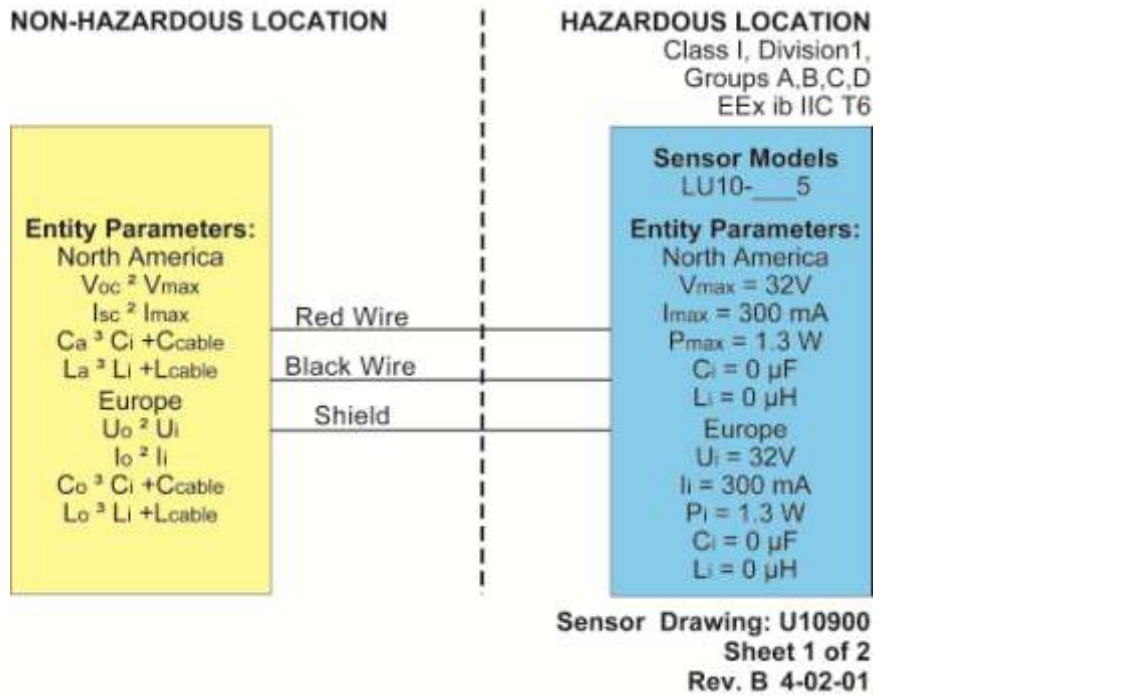 NON-HAZARDOUS LOCATION
HAZARDOUS LOCATION
Class I, Division1,
Groups A,B,C,D
EEx ib IIC T6
Entity Parameters:
North America
Voc ² Vmax
Isc ² Imax
Ca ³ Ci +Ccable
La ³ Li +Lcable
Europe
Uo ² Ui
Io ² Ii
Co ³ Ci +Ccable
Lo ³ Li +Lcable
Red Wire
Black Wire
Shield
Sensor Models
LU10-___5
Entity Parameters:
North America
Vmax = 32V
Imax = 300 mA
Pmax = 1.3 W
Ci = 0 µF
Li = 0 µH
Europe
Ui = 32V
Ii = 300 mA
Pi = 1.3 W
Ci = 0 µF
Li = 0 µH
Sensor Drawing: U10900
Sheet 1 of 2
Rev. B 4-02-01